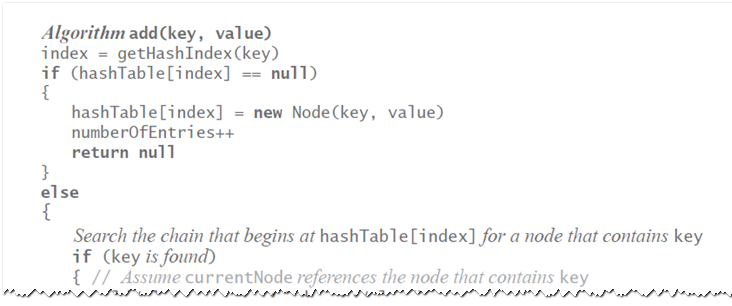 Algorithm add(key, value)
index = getHashIndex(key)
if (hashTable[index] == null)
{
hashTable[index] = new Node(key, value)
numberOfEntries++
return null
}
else
{
Search the chain that begins at hashTable[index] for a node that contains key
if (key is found)
{ // Assume currentNode references the node that contains key